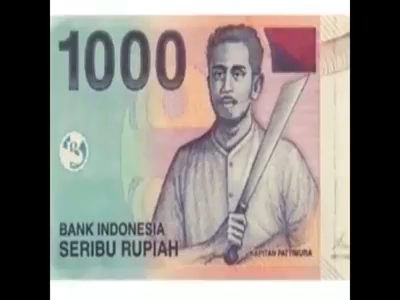 1000
BANK INDONESIA
SERIBU RUPIAH
KAPITAN PATTIMURA